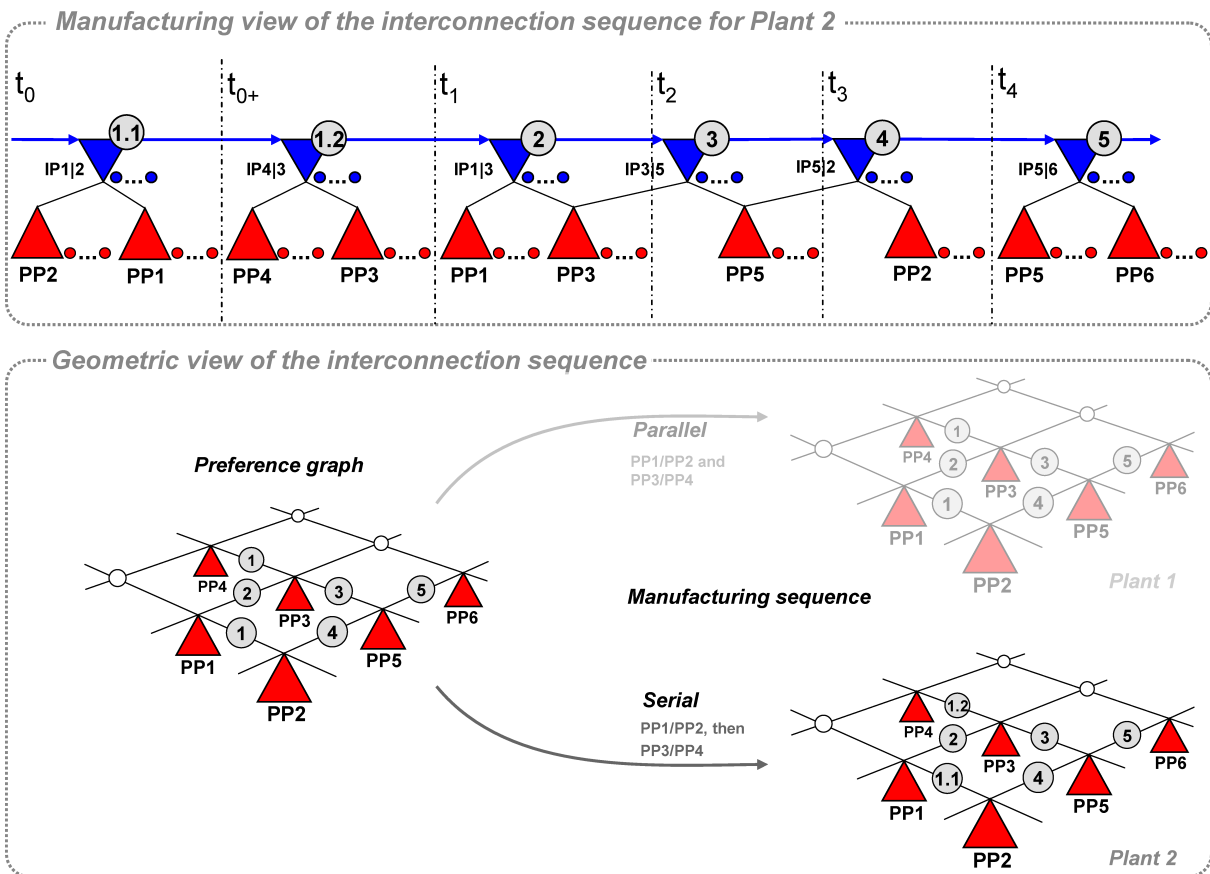 Manufacturing view of the interconnection sequence for Plant 2
t0 t0+ t1 t2 t3 t4
1.1 1.2 2 3 4 5
IP1|2 IP4|3 IP1|3 IP3|5 IP5|2 IP5|6
PP2 PP1 PP4 PP3 PP1 PP3 PP5 PP2 PP5 PP6
Geometric view of the interconnection sequence
Preference graph
1
PP4
2
3
5
PP3
PP6
1
4
PP1
PP5
PP2
Parallel
PP1/PP2 and
PP3/PP4
1
PP4
2
3
5
PP3
PP6
1
4
PP1
PP5
PP2
Plant 1
Manufacturing sequence
Serial
PP1/PP2, then
PP3/PP4
1.2
PP4
2
3
5
PP3
PP6
1.1
4
PP1
PP5
PP2
Plant 2